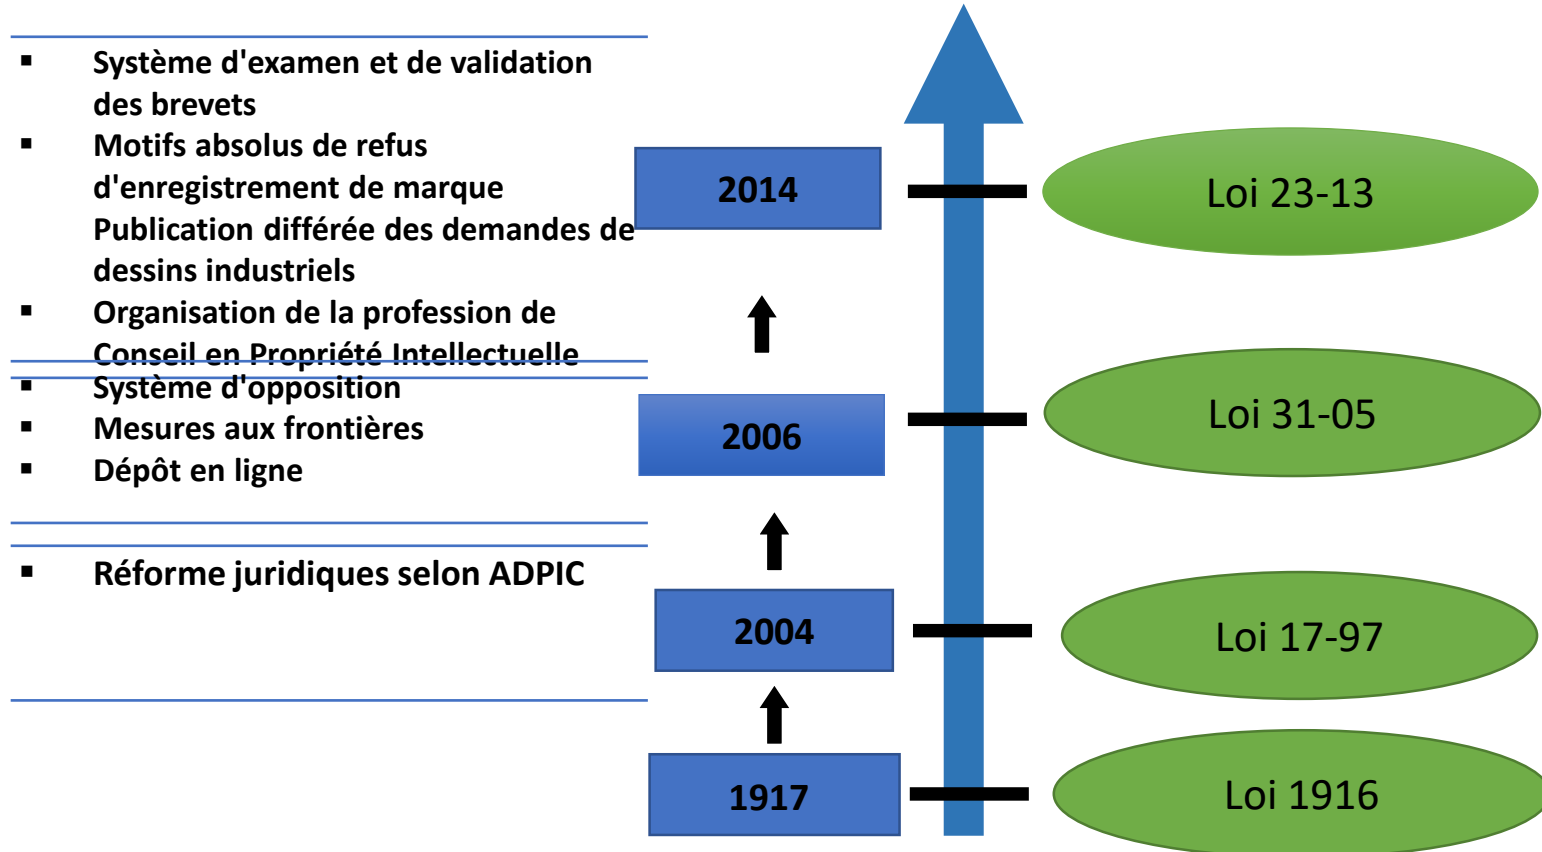 ▪ Système d'examen et de validation
des brevets
▪ Motifs absolus de refus
d'enregistrement de marque
Publication différée des demandes de
dessins industriels
▪ Organisation de la profession de
Conseil en Propriété Intellectuelle
2014
Loi 23-13
▪ Système d'opposition
▪ Mesures aux frontières
▪ Dépôt en ligne
2006
Loi 31-05
▪ Réforme juridiques selon ADPIC
2004
Loi 17-97
1917
Loi 1916